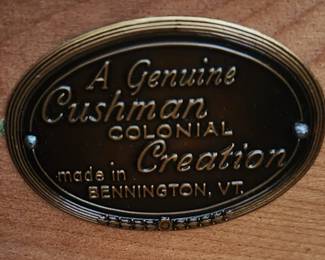 A Genuine
Cushman
COLONIAL
Creation
made in
BENNINGTON, VT.